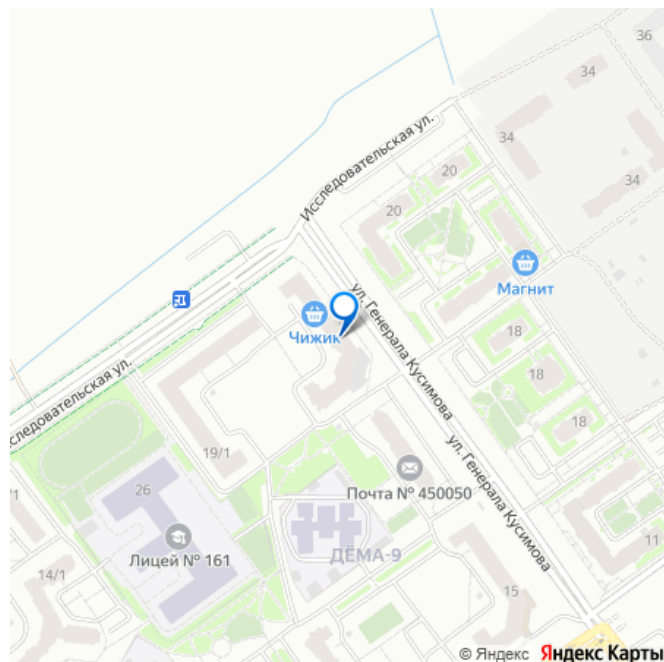 36
34
Исследовательская ул.
34
20
20
34
Магнит
ул. Генерала Кусимова
Чижик
18
18
18
сследовательская ул.
ул. Генерала Кусимова
19/1
26
Почта № 450050
/1
Лицей № 161
ДЁМА-9
11
14/1
15
© Яндекс Яндекс Карты